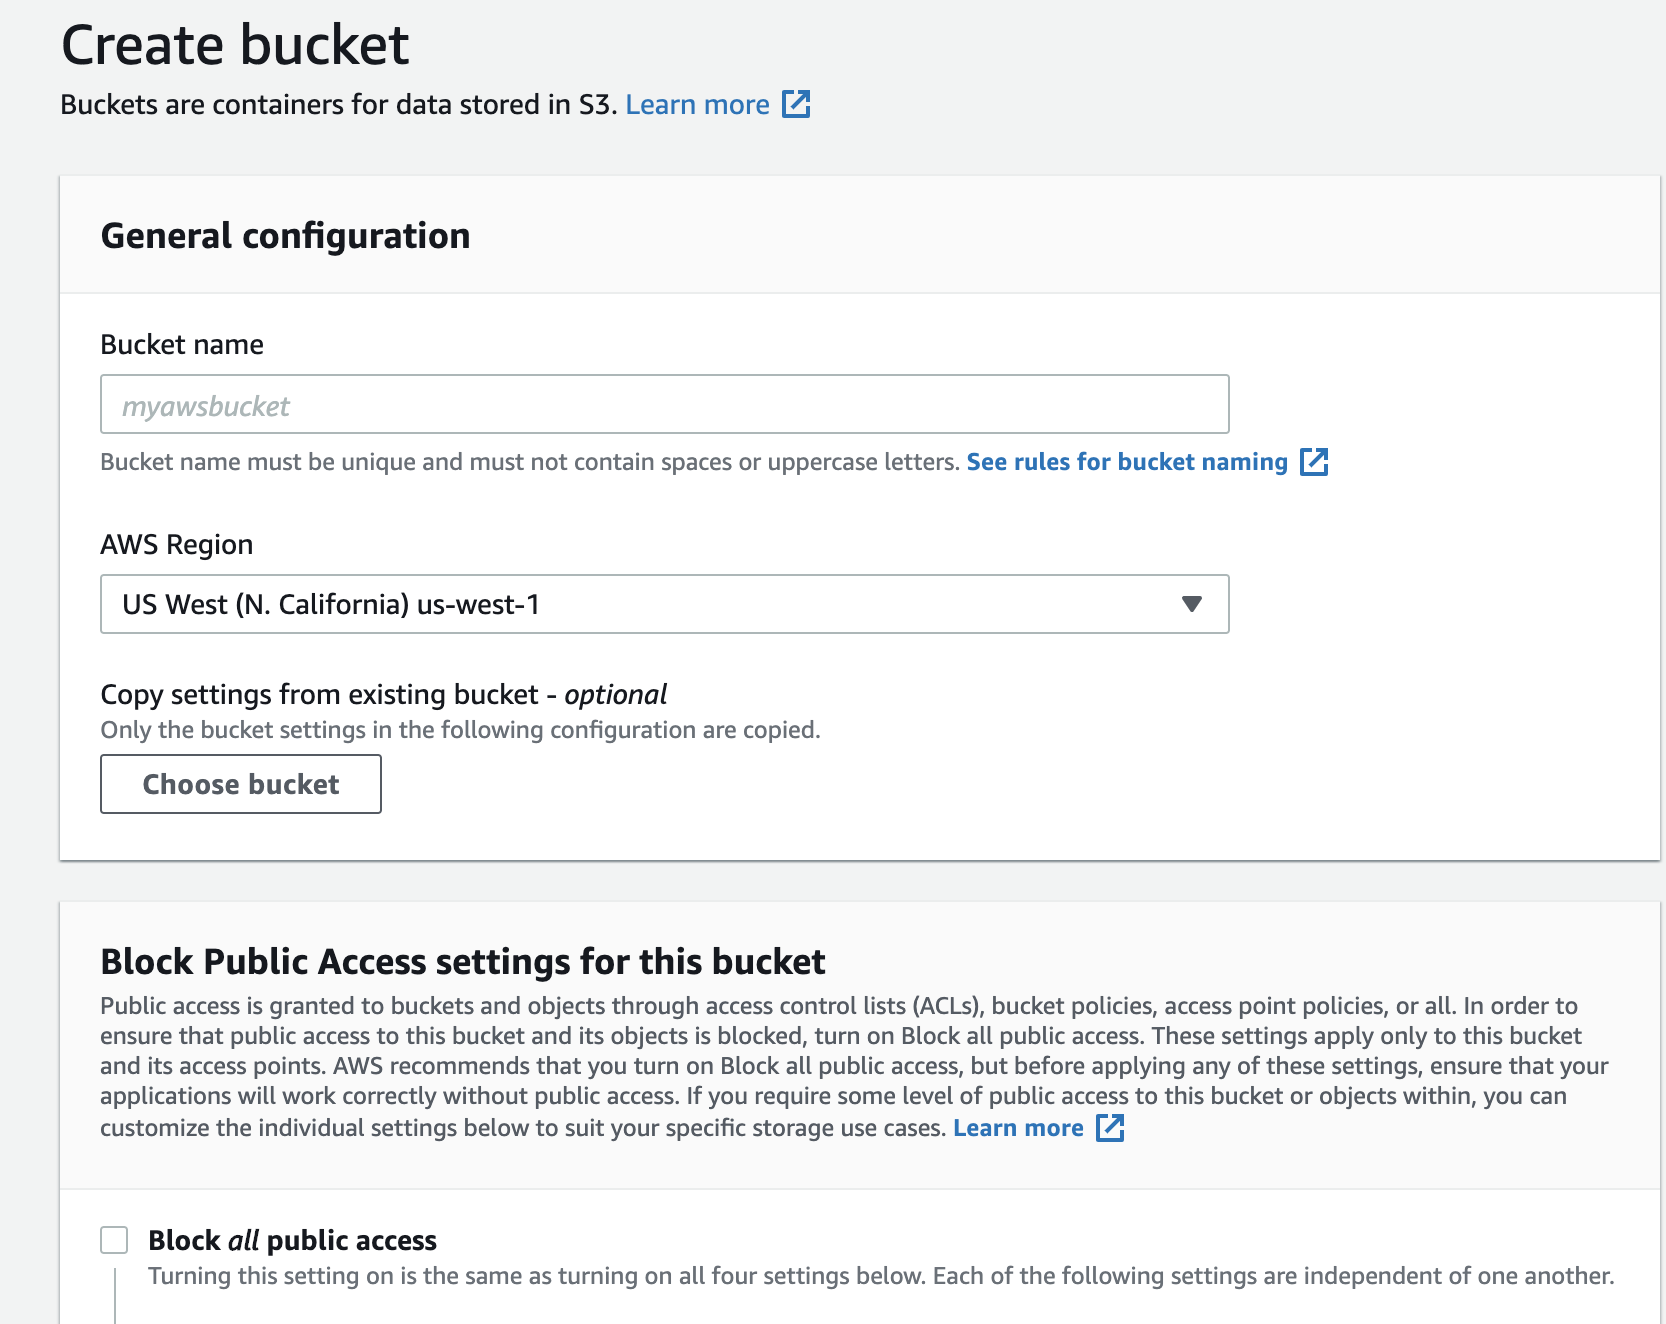 Create bucket
Buckets are containers for data stored in S3. Learn more
General configuration
Bucket name
myawsbucket
Bucket name must be unique and must not contain spaces or uppercase letters. See rules for bucket naming
AWS Region
US West (N. California) us-west-1
Copy settings from existing bucket - optional
Only the bucket settings in the following configuration are copied.
Choose bucket
Block Public Access settings for this bucket
Public access is granted to buckets and objects through access control lists (ACLs), bucket policies, access point policies, or all. In order to
ensure that public access to this bucket and its objects is blocked, turn on Block all public access. These settings apply only to this bucket
and its access points. AWS recommends that you turn on Block all public access, but before applying any of these settings, ensure that your
applications will work correctly without public access. If you require some level of public access to this bucket or objects within, you can
customize the individual settings below to suit your specific storage use cases. Learn more
Block all public access
Turning this setting on is the same as turning on all four settings below. Each of the following settings are independent of one another.